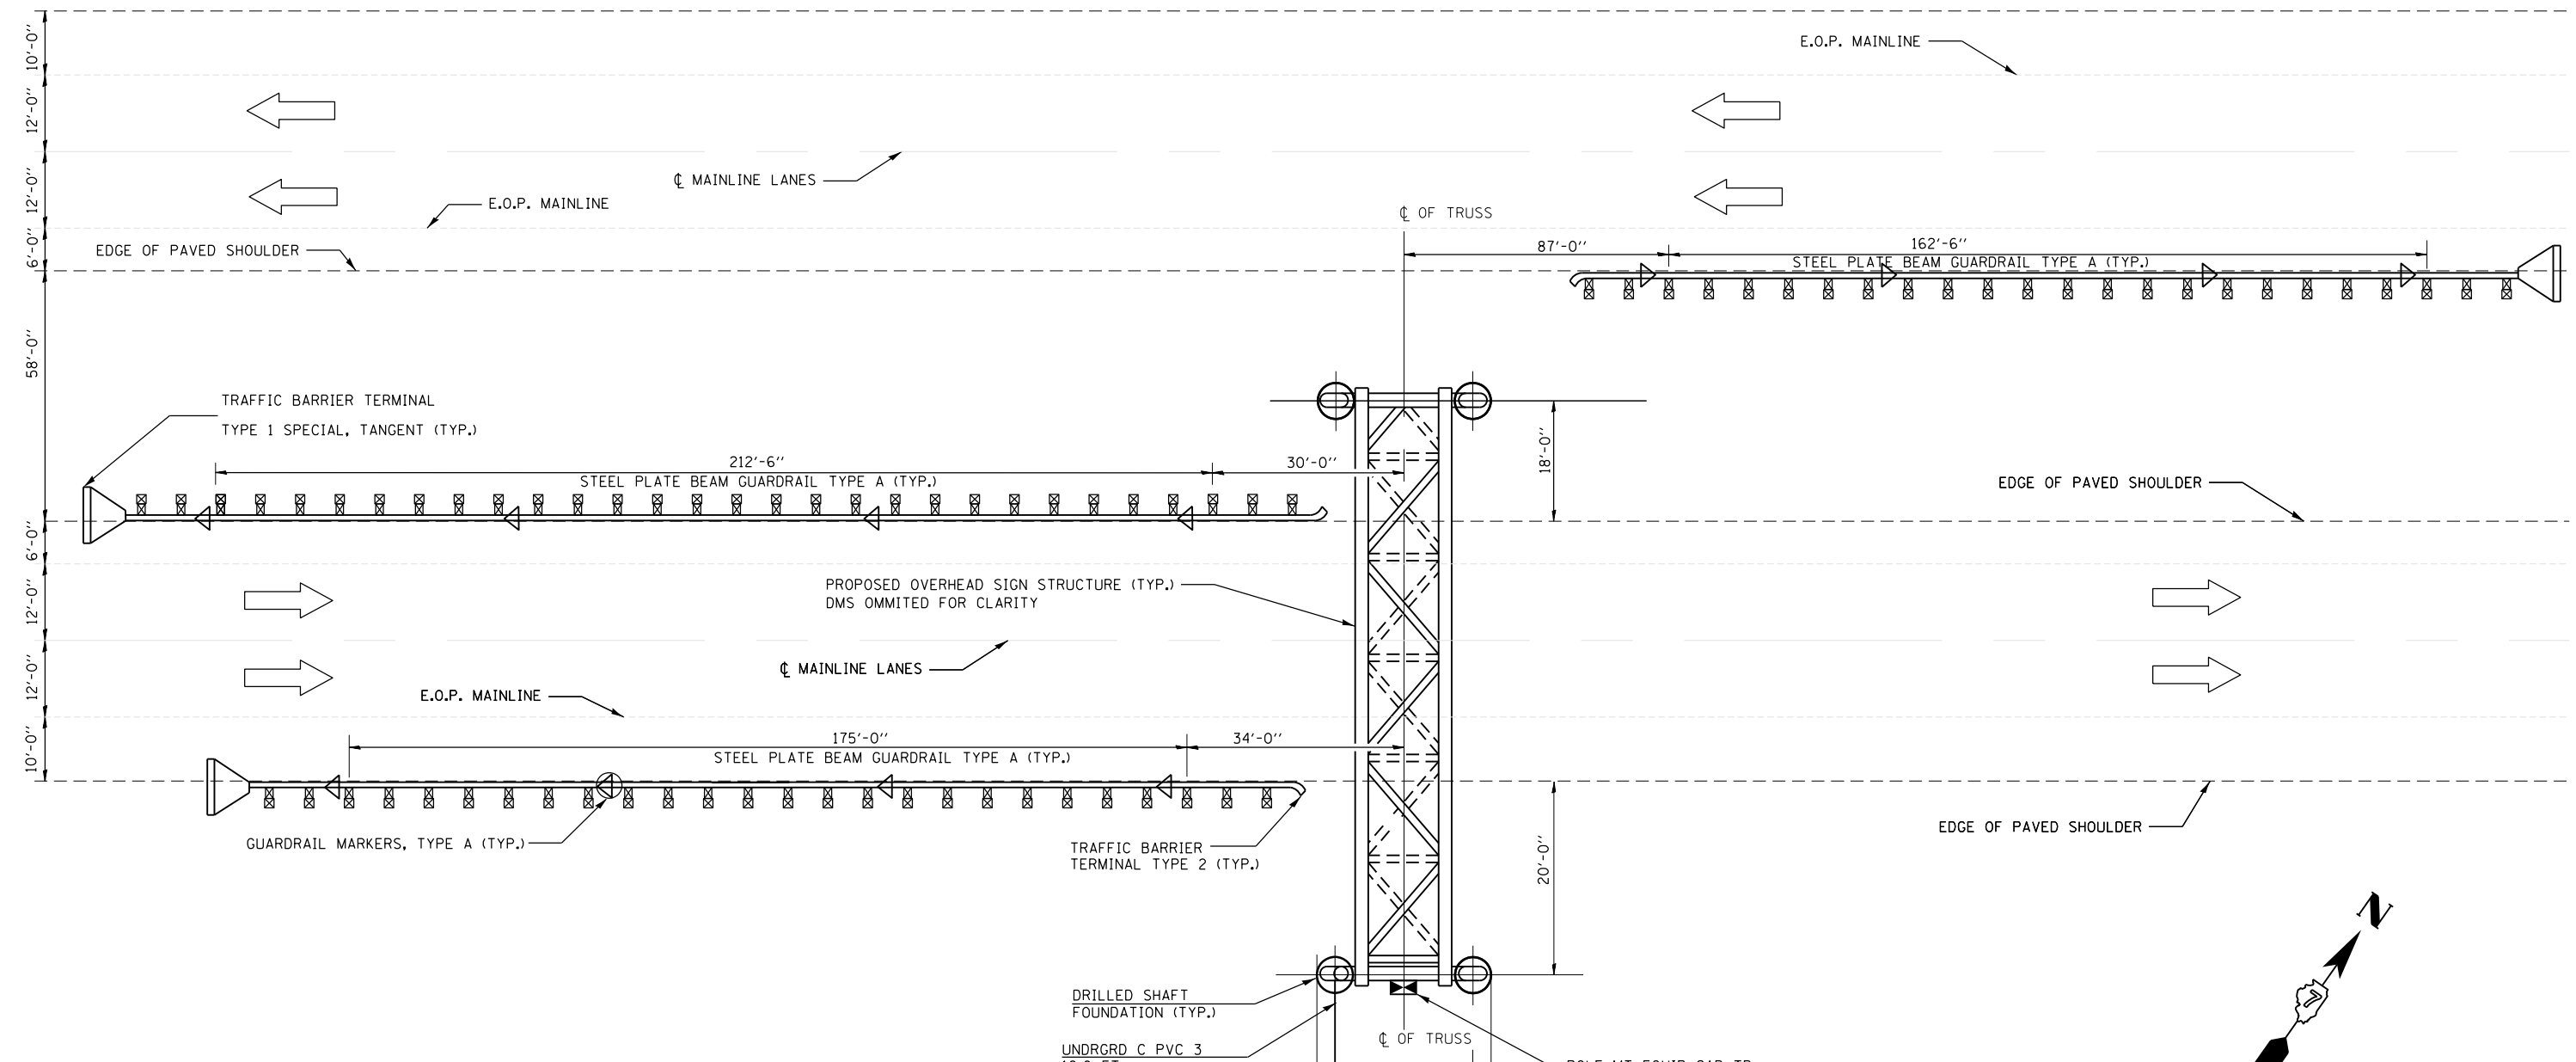 10'-0"
E.O.P. MAINLINE
12'-0"
℄ MAINLINE LANES
12'-0"
E.O.P. MAINLINE
℄ OF TRUSS
EDGE OF PAVED SHOULDER
6'-0"
87'-0"
162'-6"
STEEL PLATE BEAM GUARDRAIL TYPE A (TYP.)
58'-0"
TRAFFIC BARRIER TERMINAL
TYPE 1 SPECIAL, TANGENT (TYP.)
212'-6"
30'-0"
18'-0"
STEEL PLATE BEAM GUARDRAIL TYPE A (TYP.)
EDGE OF PAVED SHOULDER
6'-0"
12'-0"
PROPOSED OVERHEAD SIGN STRUCTURE (TYP.)
DMS OMMITED FOR CLARITY
℄ MAINLINE LANES
12'-0"
E.O.P. MAINLINE
10'-0"
175'-0"
34'-0"
STEEL PLATE BEAM GUARDRAIL TYPE A (TYP.)
EDGE OF PAVED SHOULDER
GUARDRAIL MARKERS, TYPE A (TYP.)
TRAFFIC BARRIER
TERMINAL TYPE 2 (TYP.)
20'-0"
N
7
DRILLED SHAFT
FOUNDATION (TYP.)
℄ OF TRUSS
UNDRGRD C PVC 3